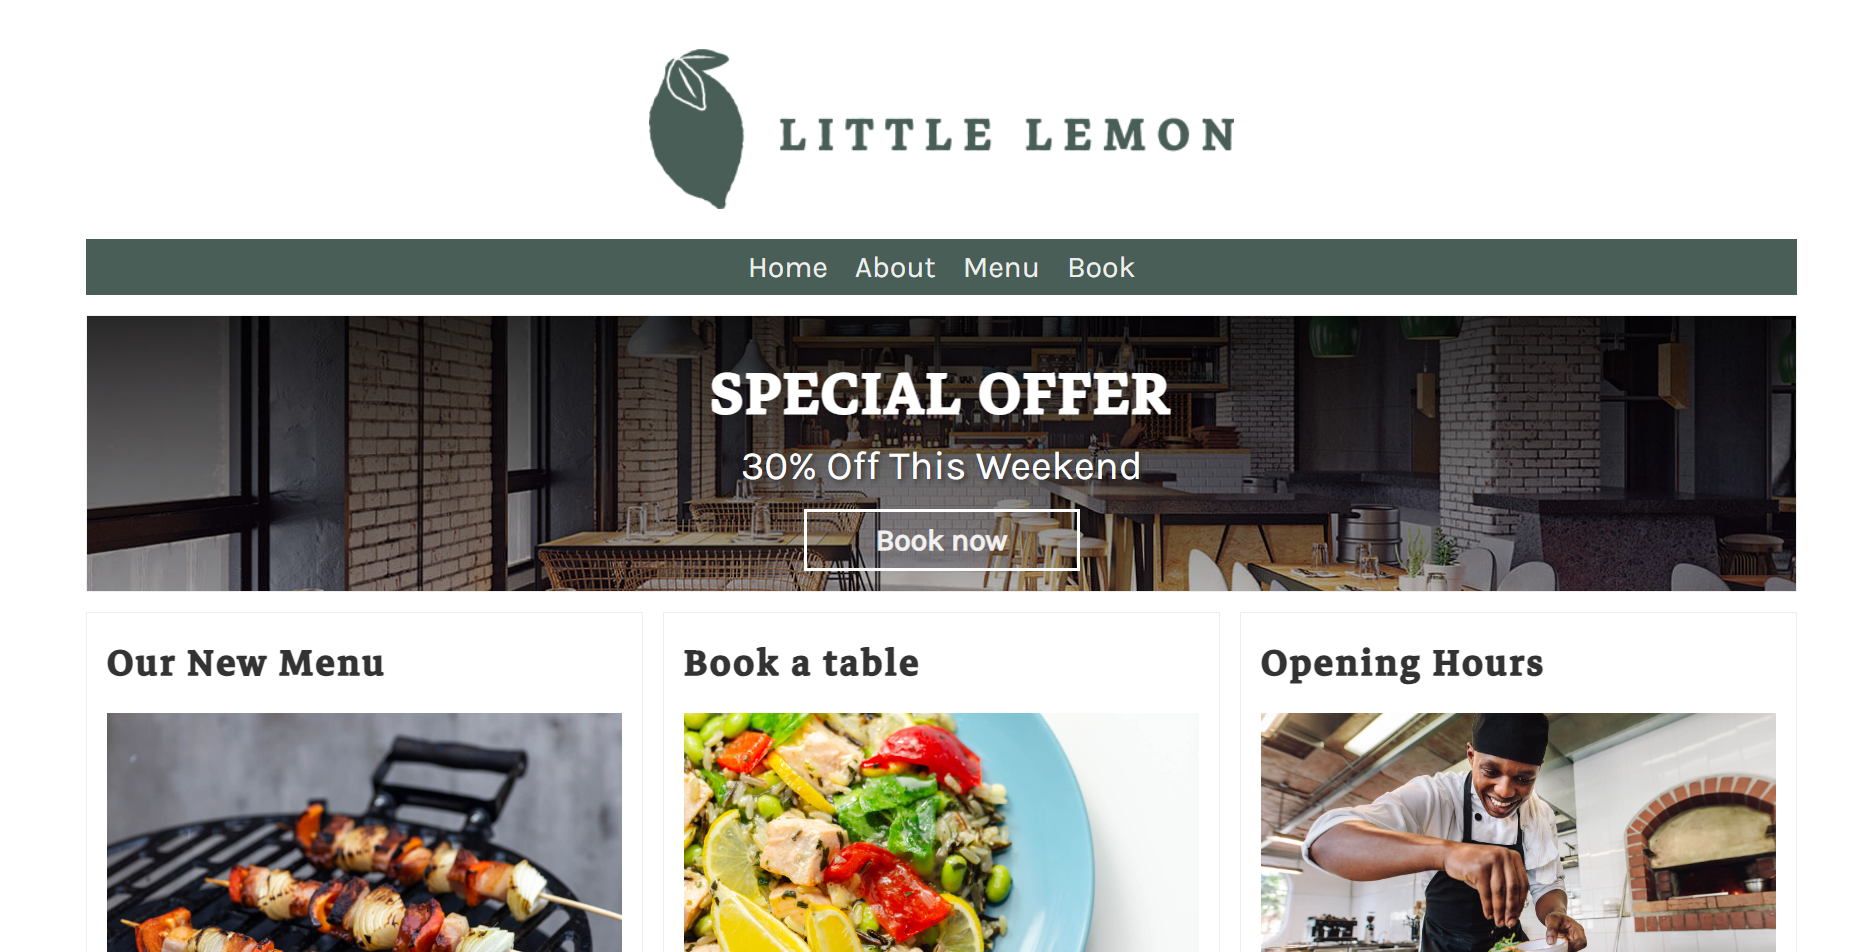 LITTLE LEMON
Home About Menu Book
SPECIAL OFFER
30% Off This Weekend
Book now
Our New Menu
Book a table
Opening Hours